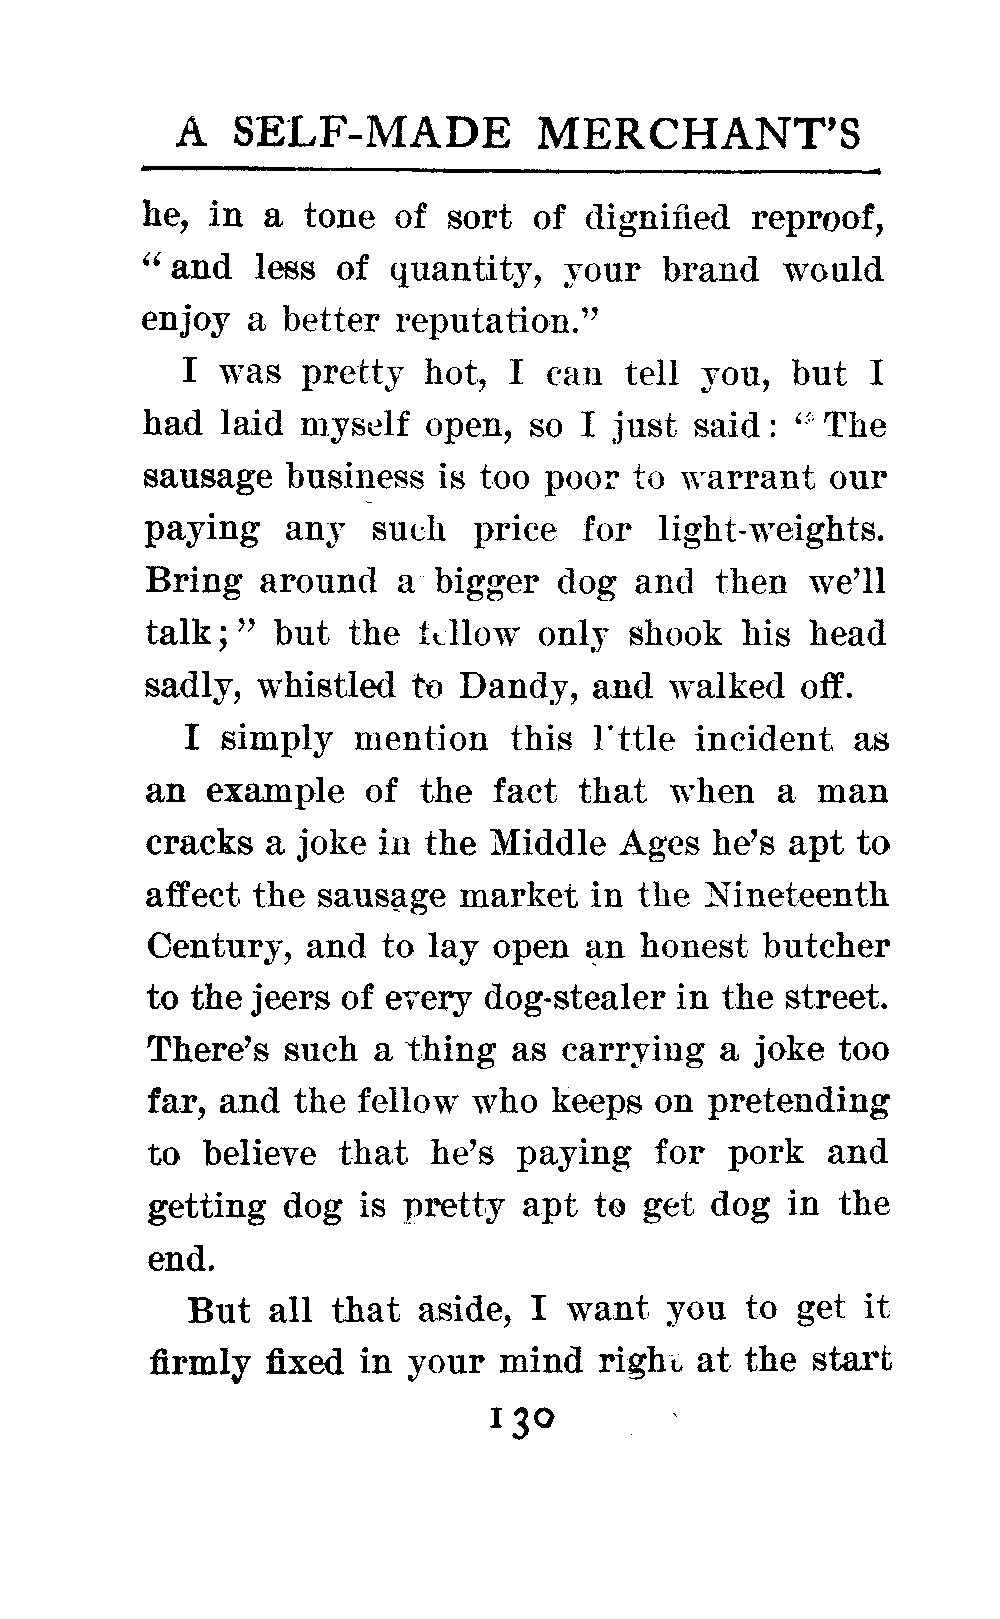 A SELF-MADE MERCHANT'S
he, in a tone of sort of dignified reproof,
“and less of quantity, your brand would
enjoy a better reputation.”
I was pretty hot, I can tell you, but I
had laid myself open, so I just said: “The
sausage business is too poor to warrant our
paying any such price for light-weights.
Bring around a bigger dog and then we'll
talk;” but the fellow only shook his head
sadly, whistled to Dandy, and walked off.
I simply mention this little incident as
an example of the fact that when a man
cracks a joke in the Middle Ages he's apt to
affect the sausage market in the Nineteenth
Century, and to lay open an honest butcher
to the jeers of every dog-stealer in the street.
There's such a thing as carrying a joke too
far, and the fellow who keeps on pretending
to believe that he's paying for pork and
getting dog is pretty apt to get dog in the
end.
But all that aside, I want you to get it
firmly fixed in your mind right at the start
130